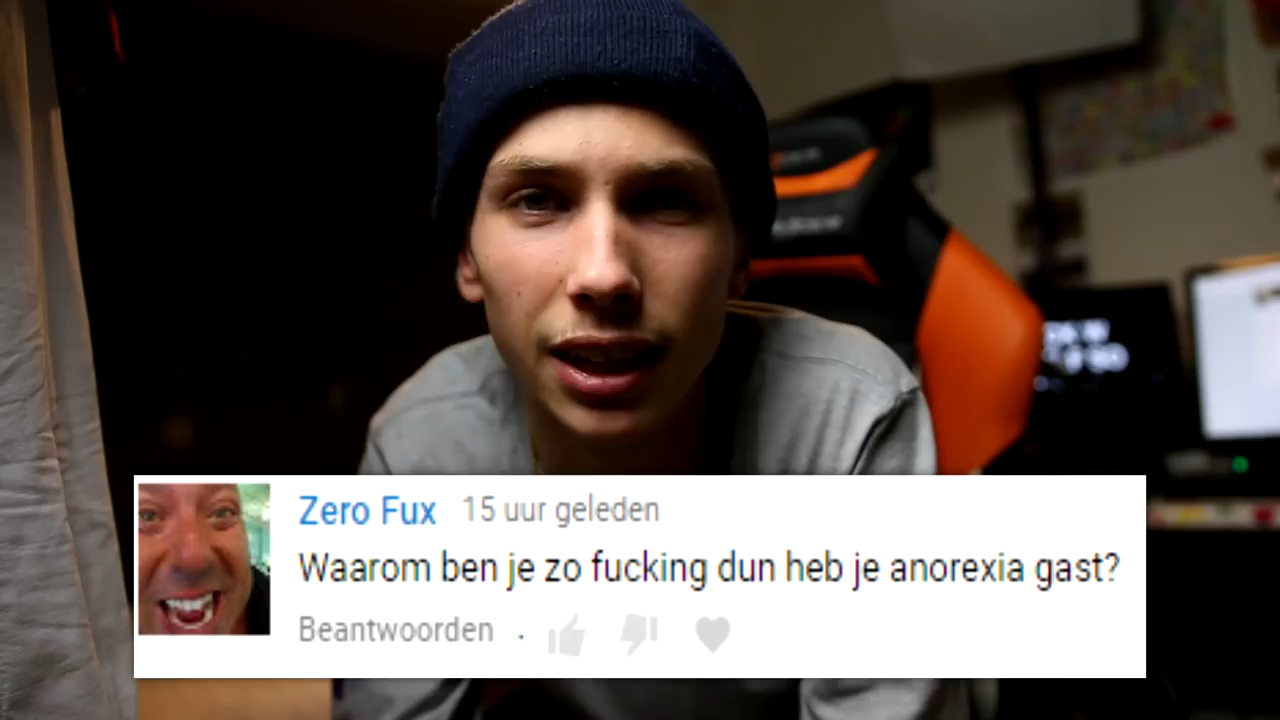 Zero Fux 15 uur geleden
Waarom ben je zo fucking dun heb je anorexia gast?
Beantwoorden